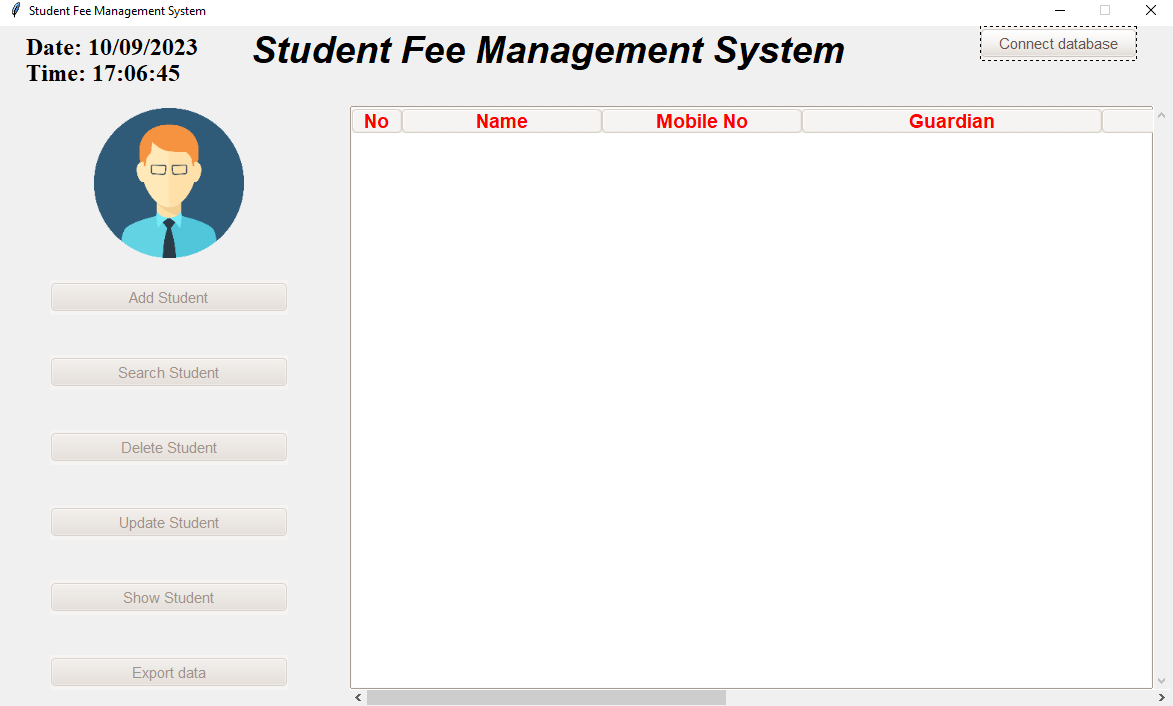 Student Fee Management System
Date: 10/09/2023
Time: 17:06:45
Student Fee Management System
Connect database
No Name Mobile No Guardian
Add Student
Search Student
Delete Student
Update Student
Show Student
Export data